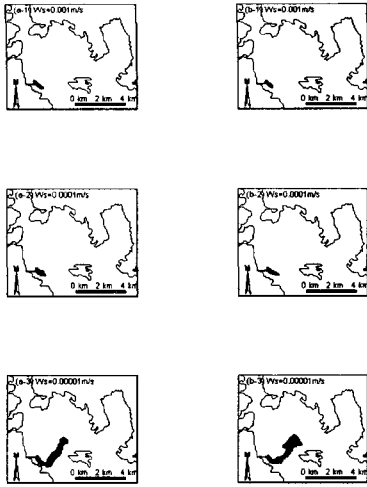 (a-1) Ws=0.001m/s
0 km 2 km 4 km
(b-1) Ws=0.001m/s
0 km 2 km 4 km
(a-2) Ws=0.0001m/s
0 km 2 km 4 km
(b-2) Ws=0.0001m/s
0 km 2 km 4 km
(a-3) Ws=0.00001m/s
0 km 2 km 4 km
(b-3) Ws=0.00001m/s
0 km 2 km 4 km